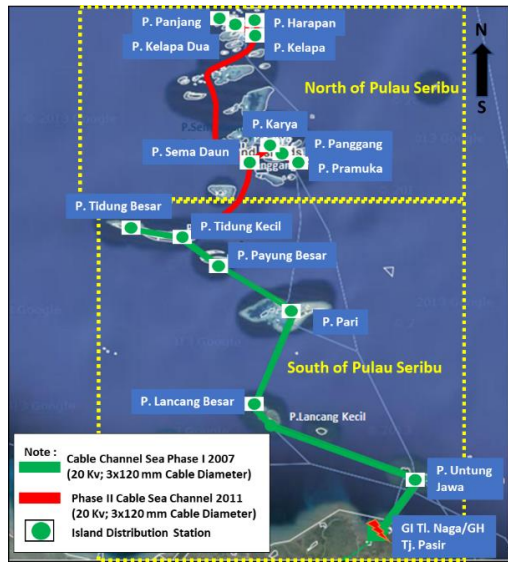 P. Panjang
P. Harapan
P. Kelapa Dua
P. Kelapa
N
S
North of Pulau Seribu
P. Karya
P. Panggang
P. Sema Daun
P. Pramuka
P. Tidung Besar
P. Tidung Kecil
P. Payung Besar
P. Pari
South of Pulau Seribu
P. Lancang Besar
P.Lancang Kecil
Note :
Cable Channel Sea Phase I 2007
(20 Kv; 3x120 mm Cable Diameter)
Phase II Cable Sea Channel 2011
(20 Kv; 3x120 mm Cable Diameter)
Island Distribution Station
P. Untung
Jawa
GI Tl. Naga/GH
Tj. Pasir